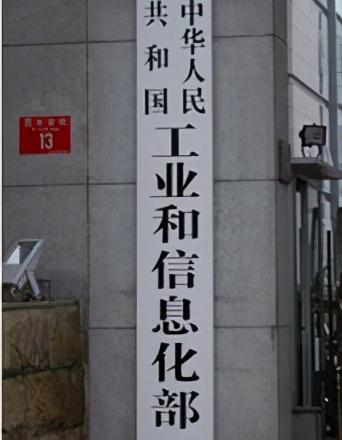 中华人民
共和国
工业和信息化部
13